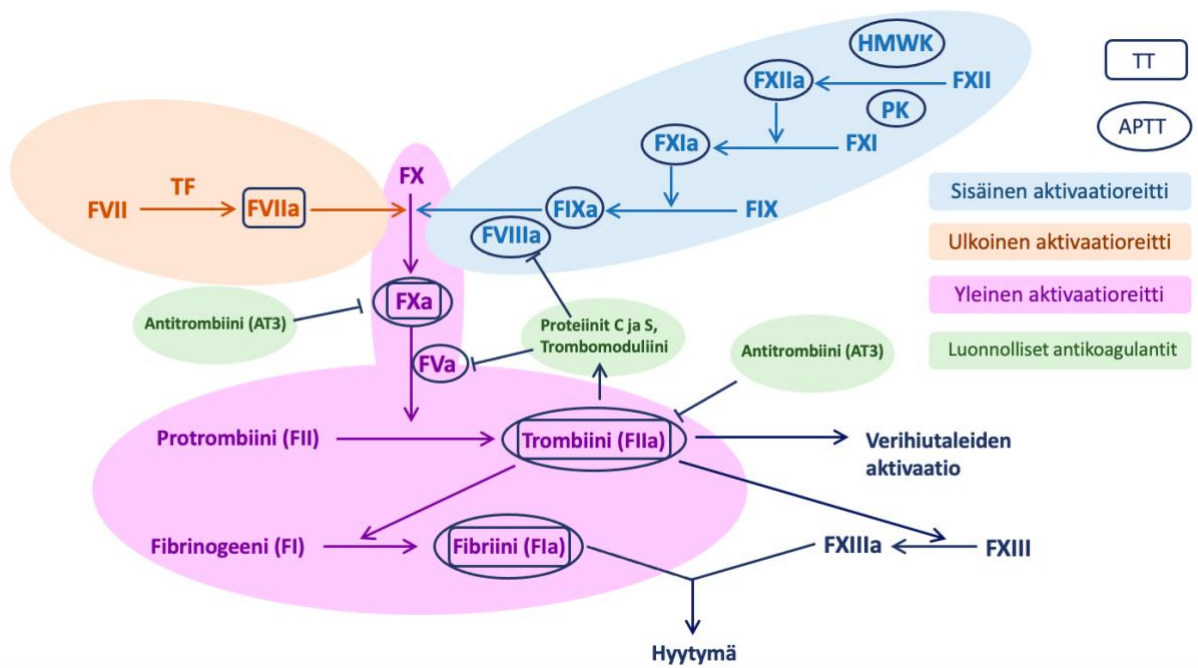 HMWK
TT
FXIIa
FXII
PK
APTT
FXIa
FXI
FX
TF
FVII
FVIIa
FIXa
FIX
FVIIIa
Sisäinen aktivaatioreitti
Ulkoinen aktivaatioreitti
Yleinen aktivaatioreitti
Luonnolliset antikoagulantit
FXa
Antitrombiini (AT3)
Proteiinit C ja S,
Trombomoduliini
Antitrombiini (AT3)
FVa
Protrombiini (FII)
Trombiini (FIIa)
Verihiutaleiden
aktivaatio
Fibrinogeeni (FI)
Fibriini (FIa)
FXIIIa
FXIII
Hyytymä